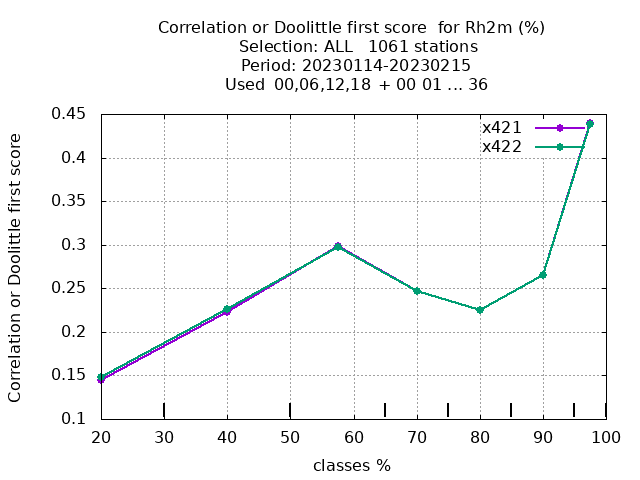 Correlation or Doolittle first score  for Rh2m (%)
Selection: ALL   1061 stations
Period: 20230114-20230215
Used  00,06,12,18  + 00 01 ... 36
Correlation or Doolittle first score
0.45
0.4
0.35
0.3
0.25
0.2
0.15
0.1
x421
x422
20 30 40 50 60 70 80 90 100
classes %